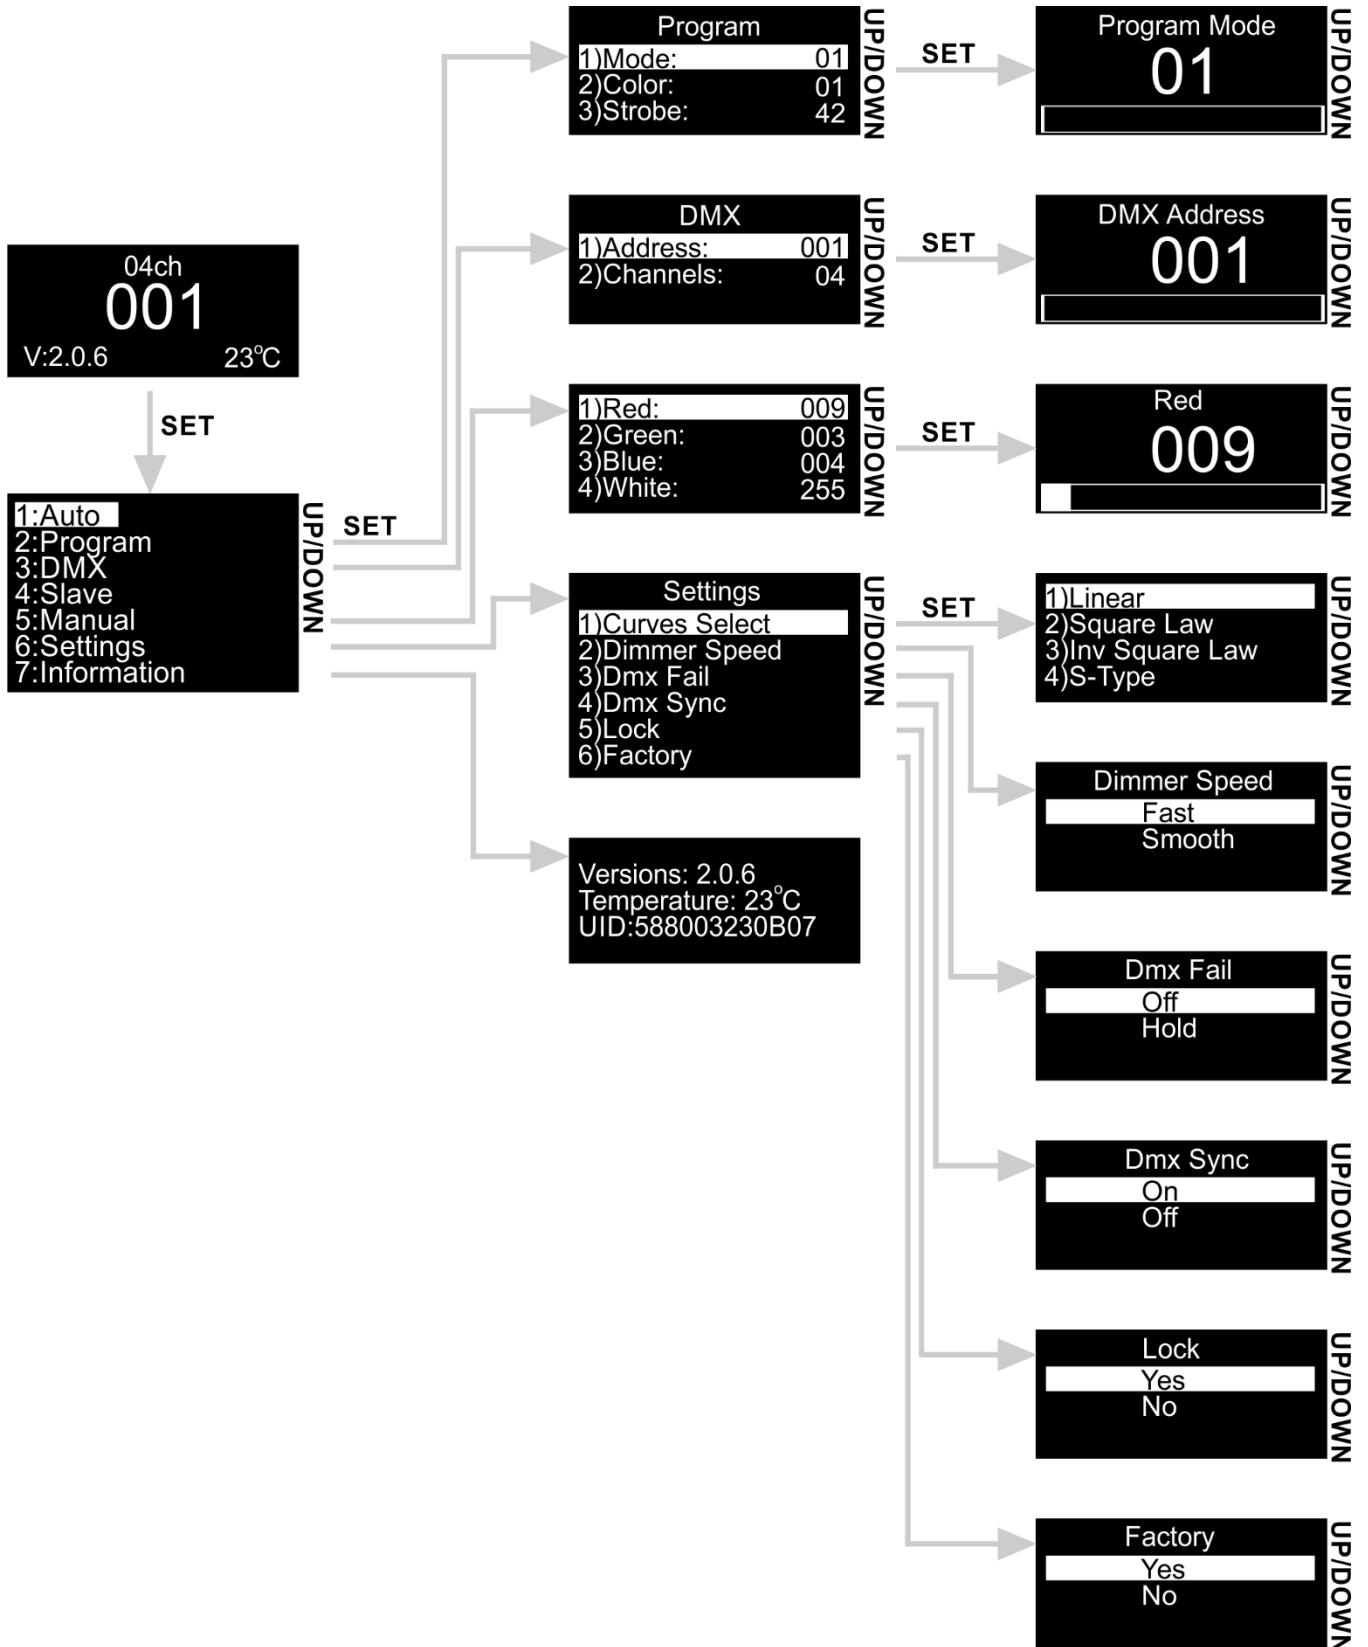 04ch
001
V:2.0.6 23°C
SET
1:Auto
2:Program
3:DMX
4:Slave
5:Manual
6:Settings
7:Information
UP/DOWN
SET
Program
1)Mode: 01
2)Color: 01
3)Strobe: 42
UP/DOWN
SET
Program Mode
01
UP/DOWN
DMX
1)Address: 001
2)Channels: 04
UP/DOWN
SET
DMX Address
001
UP/DOWN
1)Red: 009
2)Green: 003
3)Blue: 004
4)White: 255
UP/DOWN
SET
Red
009
UP/DOWN
Settings
1)Curves Select
2)Dimmer Speed
3)Dmx Fail
4)Dmx Sync
5)Lock
6)Factory
UP/DOWN
SET
1)Linear
2)Square Law
3)Inv Square Law
4)S-Type
UP/DOWN
Dimmer Speed
Fast
Smooth
UP/DOWN
Versions: 2.0.6
Temperature: 23°C
UID:588003230B07
Dmx Fail
Off
Hold
UP/DOWN
Dmx Sync
On
Off
UP/DOWN
Lock
Yes
No
UP/DOWN
Factory
Yes
No
UP/DOWN